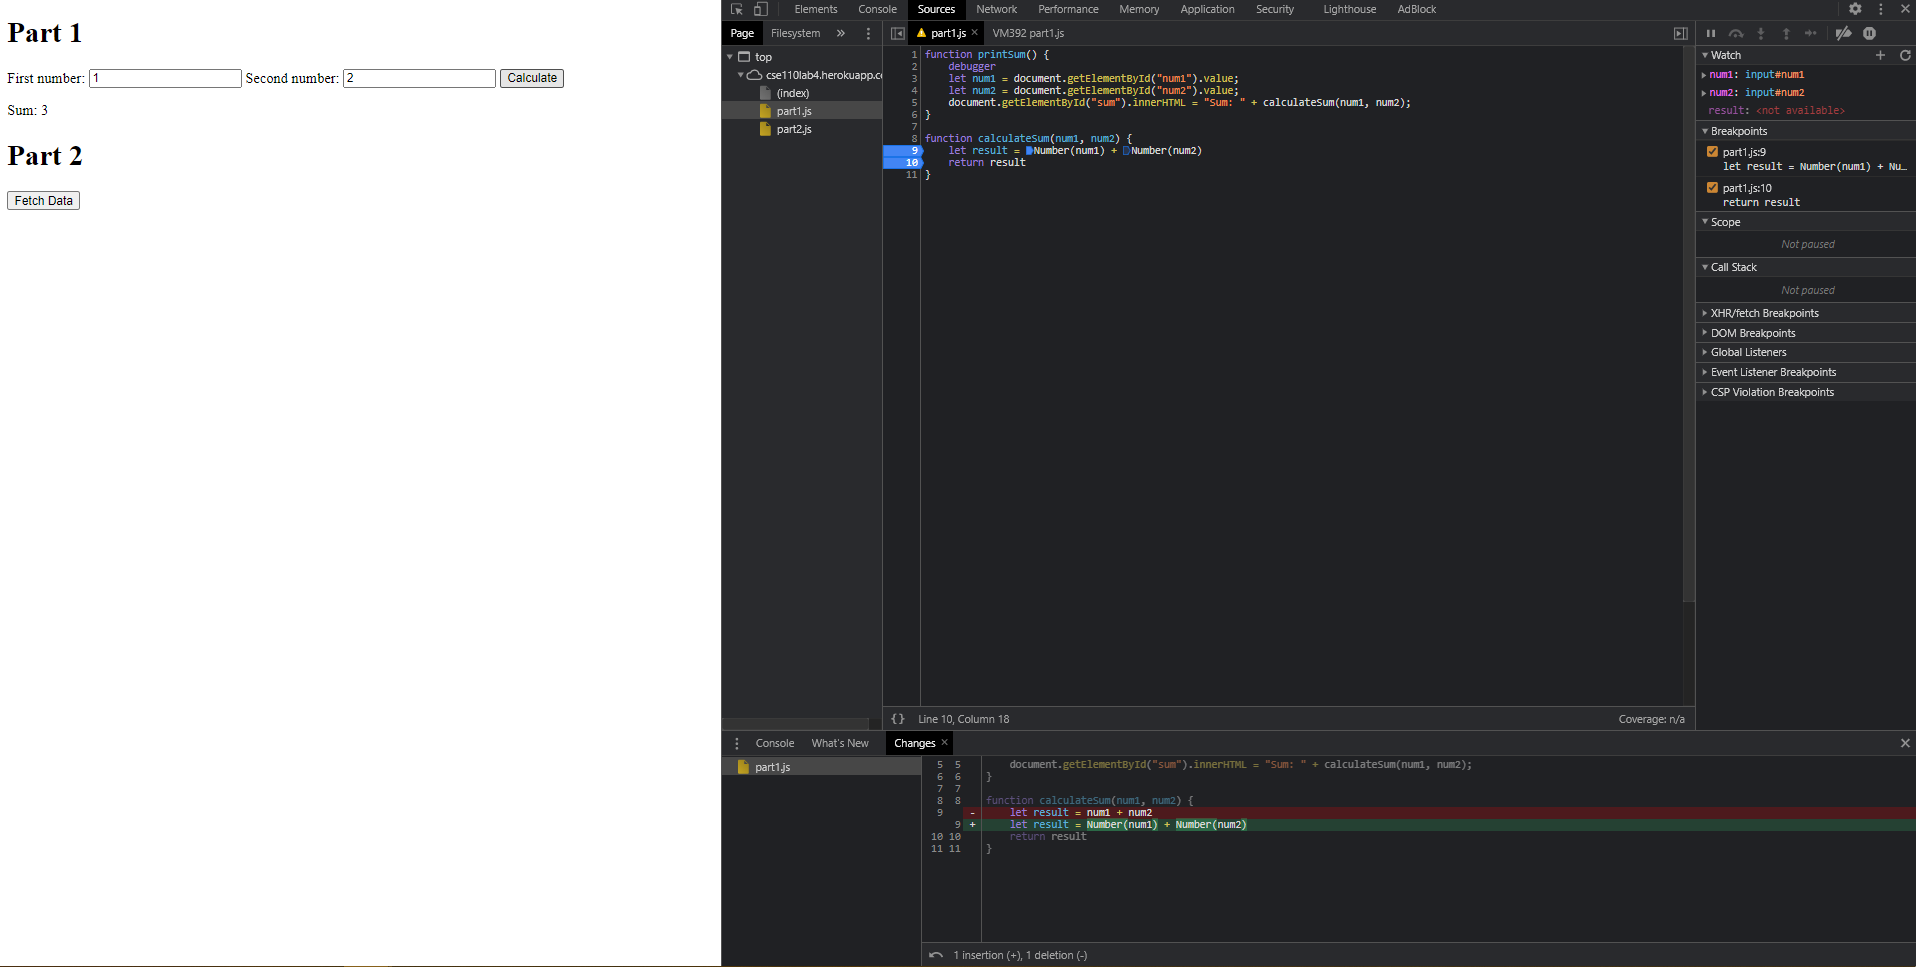 Part 1
First number: 1 Second number: 2 Calculate
Sum: 3
Part 2
Fetch Data
Elements Console Sources Network Performance Memory Application Security Lighthouse AdBlock
Page Filesystem »
top
cse110lab4.herokuapp.co
(index)
part1.js
part2.js
part1.js × VM392 part1.js
1 function printSum() {
2 debugger
3 let num1 = document.getElementById("num1").value;
4 let num2 = document.getElementById("num2").value;
5 document.getElementById("sum").innerHTML = "Sum: " + calculateSum(num1, num2);
6 }
7
8 function calculateSum(num1, num2) {
9 let result = Number(num1) + Number(num2)
10 return result
11 }
{} Line 10, Column 18 Coverage: n/a
Watch
num1: input#num1
num2: input#num2
result: <not available>
Breakpoints
part1.js:9
let result = Number(num1) + Nu…
part1.js:10
return result
Scope
Not paused
Call Stack
Not paused
XHR/fetch Breakpoints
DOM Breakpoints
Global Listeners
Event Listener Breakpoints
CSP Violation Breakpoints
Console What's New Changes ×
part1.js
5 5 document.getElementById("sum").innerHTML = "Sum: " + calculateSum(num1, num2);
6 6 }
7 7
8 8 function calculateSum(num1, num2) {
9 - let result = num1 + num2
9 + let result = Number(num1) + Number(num2)
10 10 return result
11 11 }
1 insertion (+), 1 deletion (-)